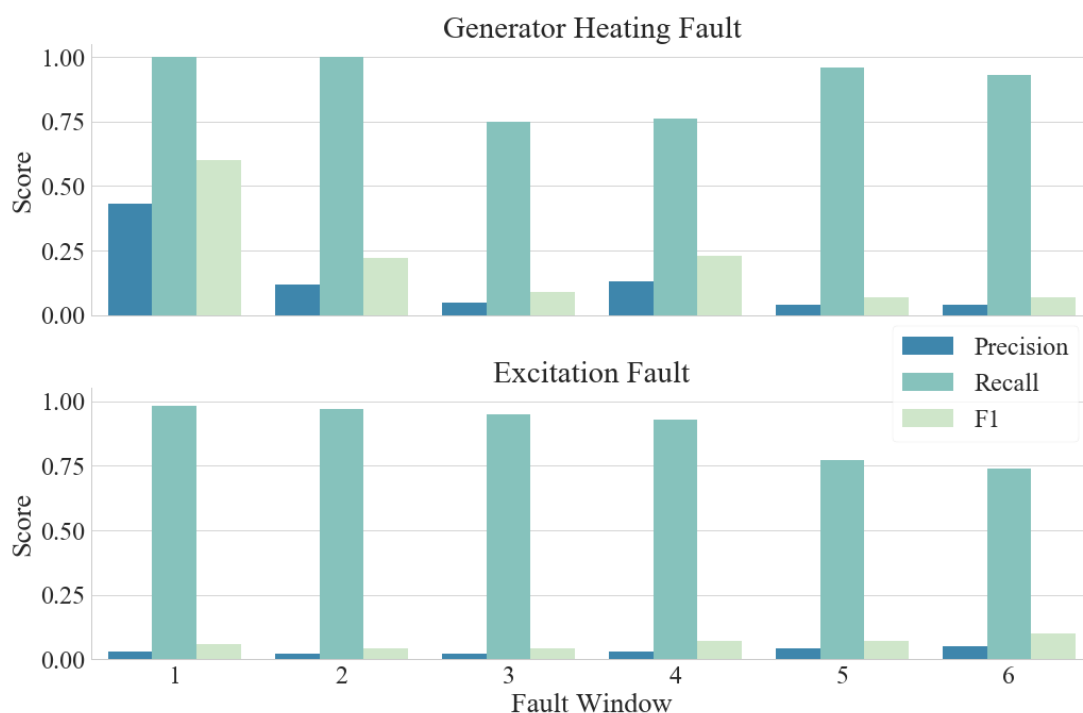 Generator Heating Fault
1.00
0.75
0.50
0.25
0.00
Score
Precision
Recall
F1
Excitation Fault
1.00
0.75
0.50
0.25
0.00
Score
1 2 3 4 5 6
Fault Window